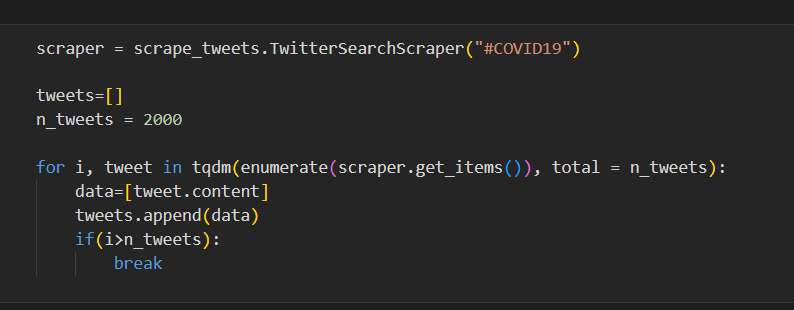 scraper = scrape_tweets.TwitterSearchScraper("#COVID19")
tweets=[]
n_tweets = 2000
for i, tweet in tqdm(enumerate(scraper.get_items()), total = n_tweets):
data=[tweet.content]
tweets.append(data)
if(i>n_tweets):
break